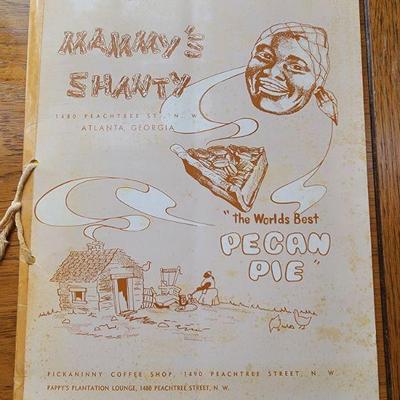 MAMMY'S
SHANTY
1480 PEACHTREE ST., N. W.
ATLANTA, GEORGIA
"the Worlds Best
PECAN
PIE"
PICKANINNY COFFEE SHOP, 1490 PEACHTREE STREET, N. W.
PAPPY'S PLANTATION LOUNGE, 1488 PEACHTREE STREET, N. W.